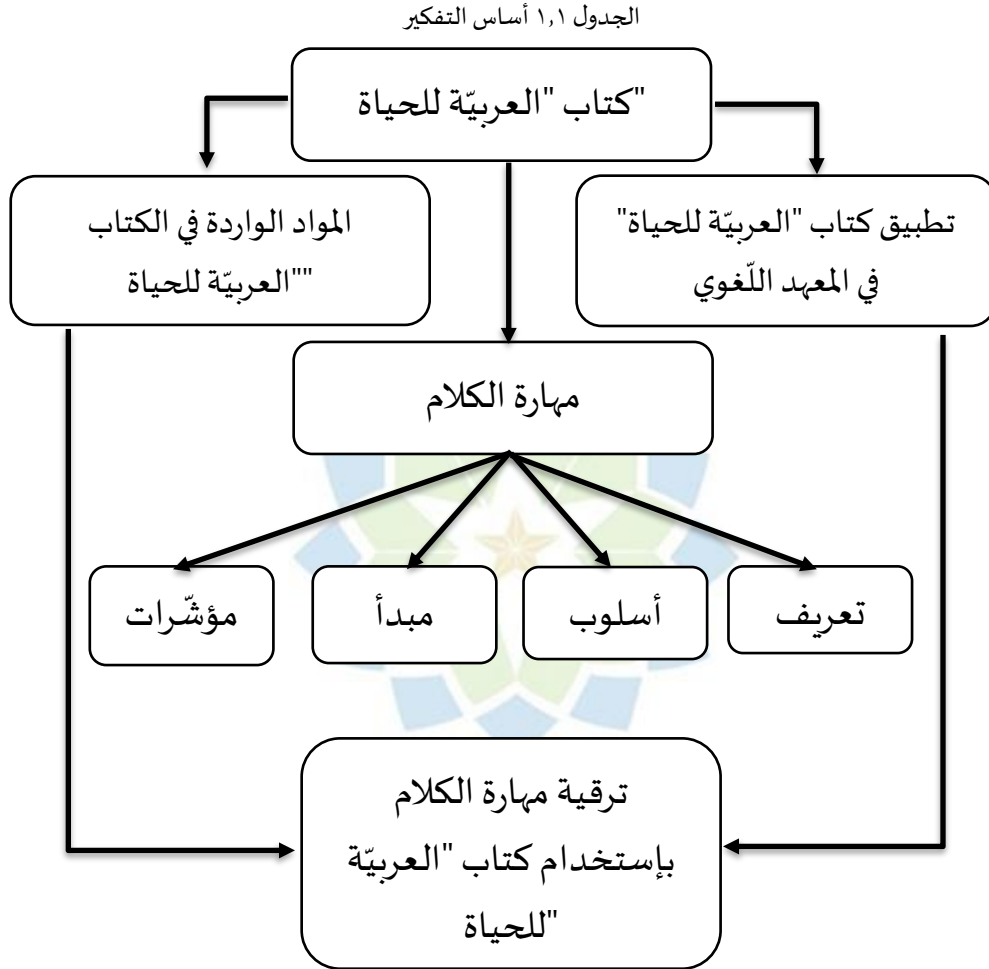 الجدول ١,١ أساس التفكير
"كتاب "العربيّة للحياة
تطبيق كتاب "العربيّة للحياة"
في المعهد اللّغوي
المواد الواردة في الكتاب
""العربيّة للحياة
مهارة الكلام
تعريف
أسلوب
مبدأ
مؤشّرات
ترقية مهارة الكلام
بإستخدام كتاب "العربيّة
"للحياة